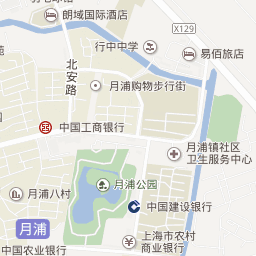 朗域国际酒店
X129
行中中学
易佰旅店
北安路
月浦购物步行街
中国工商银行
月浦镇社区
卫生服务中心
月浦公园
月浦八村
中国建设银行
月浦
上海市农村
商业银行
中国农业银行